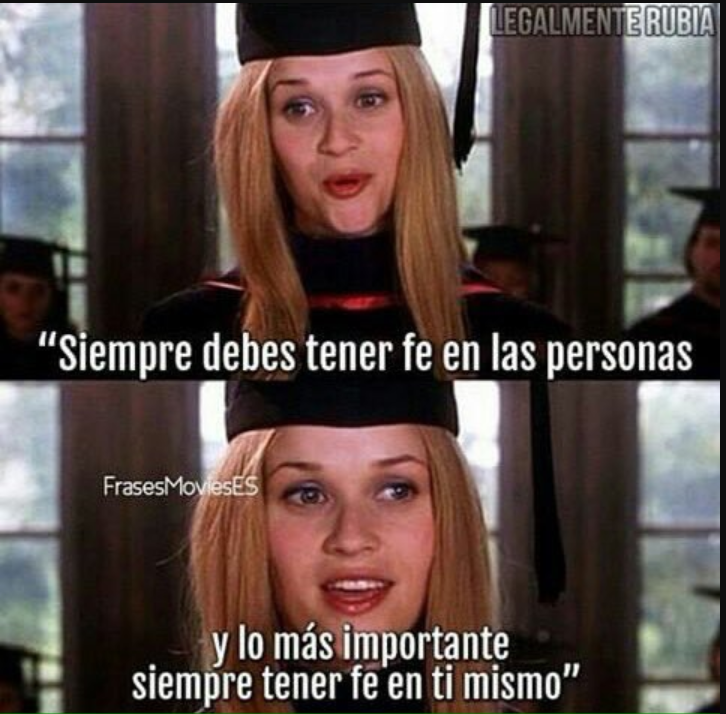 LEGALMENTE RUBIA
“Siempre debes tener fe en las personas
FrasesMoviesES
y lo más importante
siempre tener fe en ti mismo”